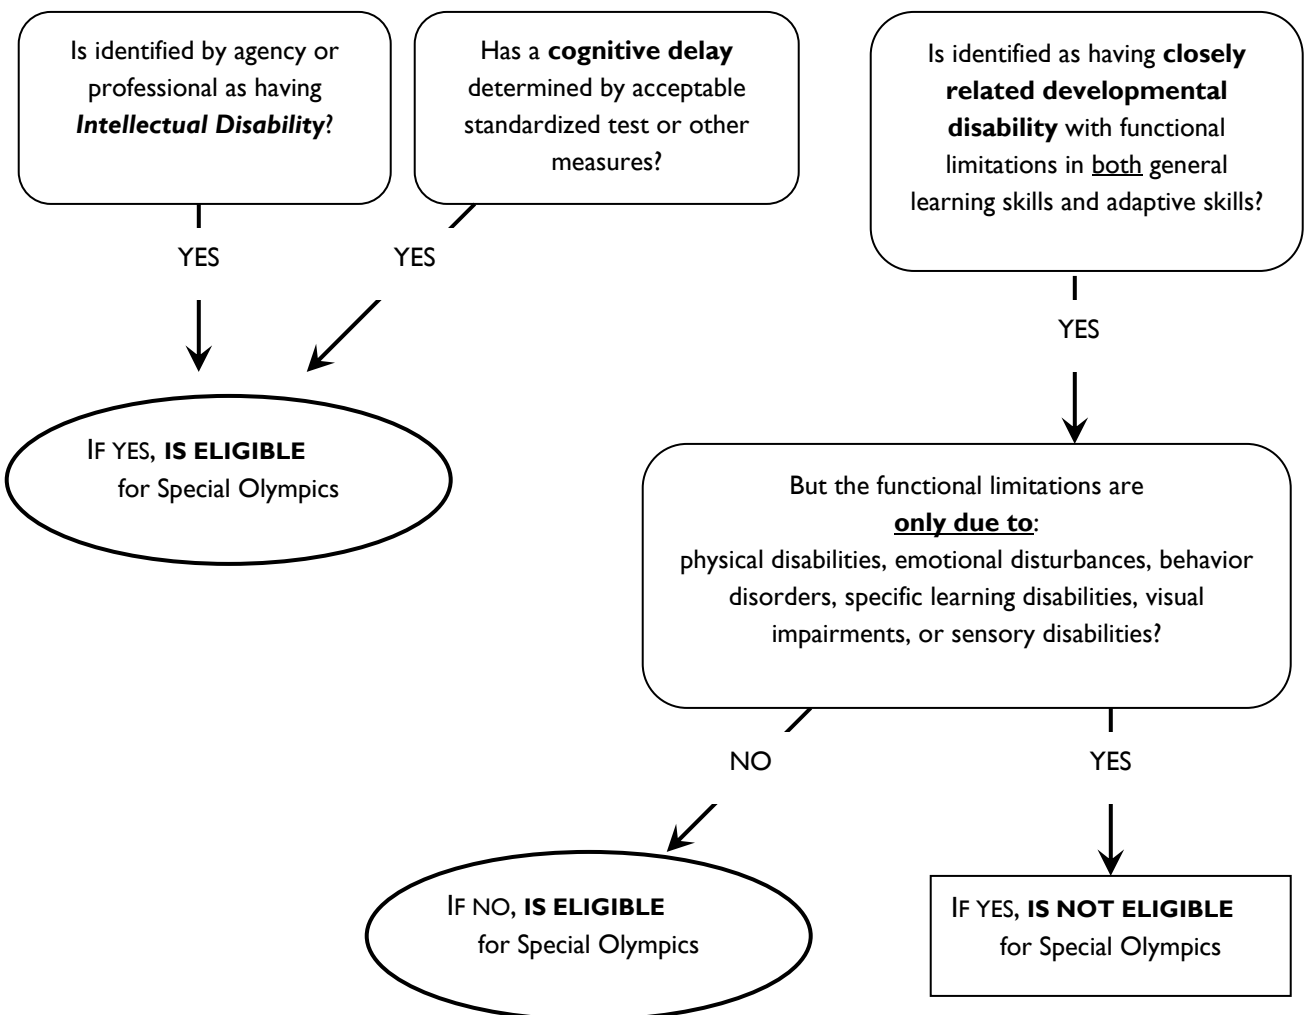 Is identified by agency or
professional as having
Intellectual Disability?
Has a cognitive delay
determined by acceptable
standardized test or other
measures?
Is identified as having closely
related developmental
disability with functional
limitations in both general
learning skills and adaptive skills?
YES
YES
YES
IF YES, IS ELIGIBLE
for Special Olympics
But the functional limitations are
only due to:
physical disabilities, emotional disturbances, behavior
disorders, specific learning disabilities, visual
impairments, or sensory disabilities?
NO
YES
IF NO, IS ELIGIBLE
for Special Olympics
IF YES, IS NOT ELIGIBLE
for Special Olympics